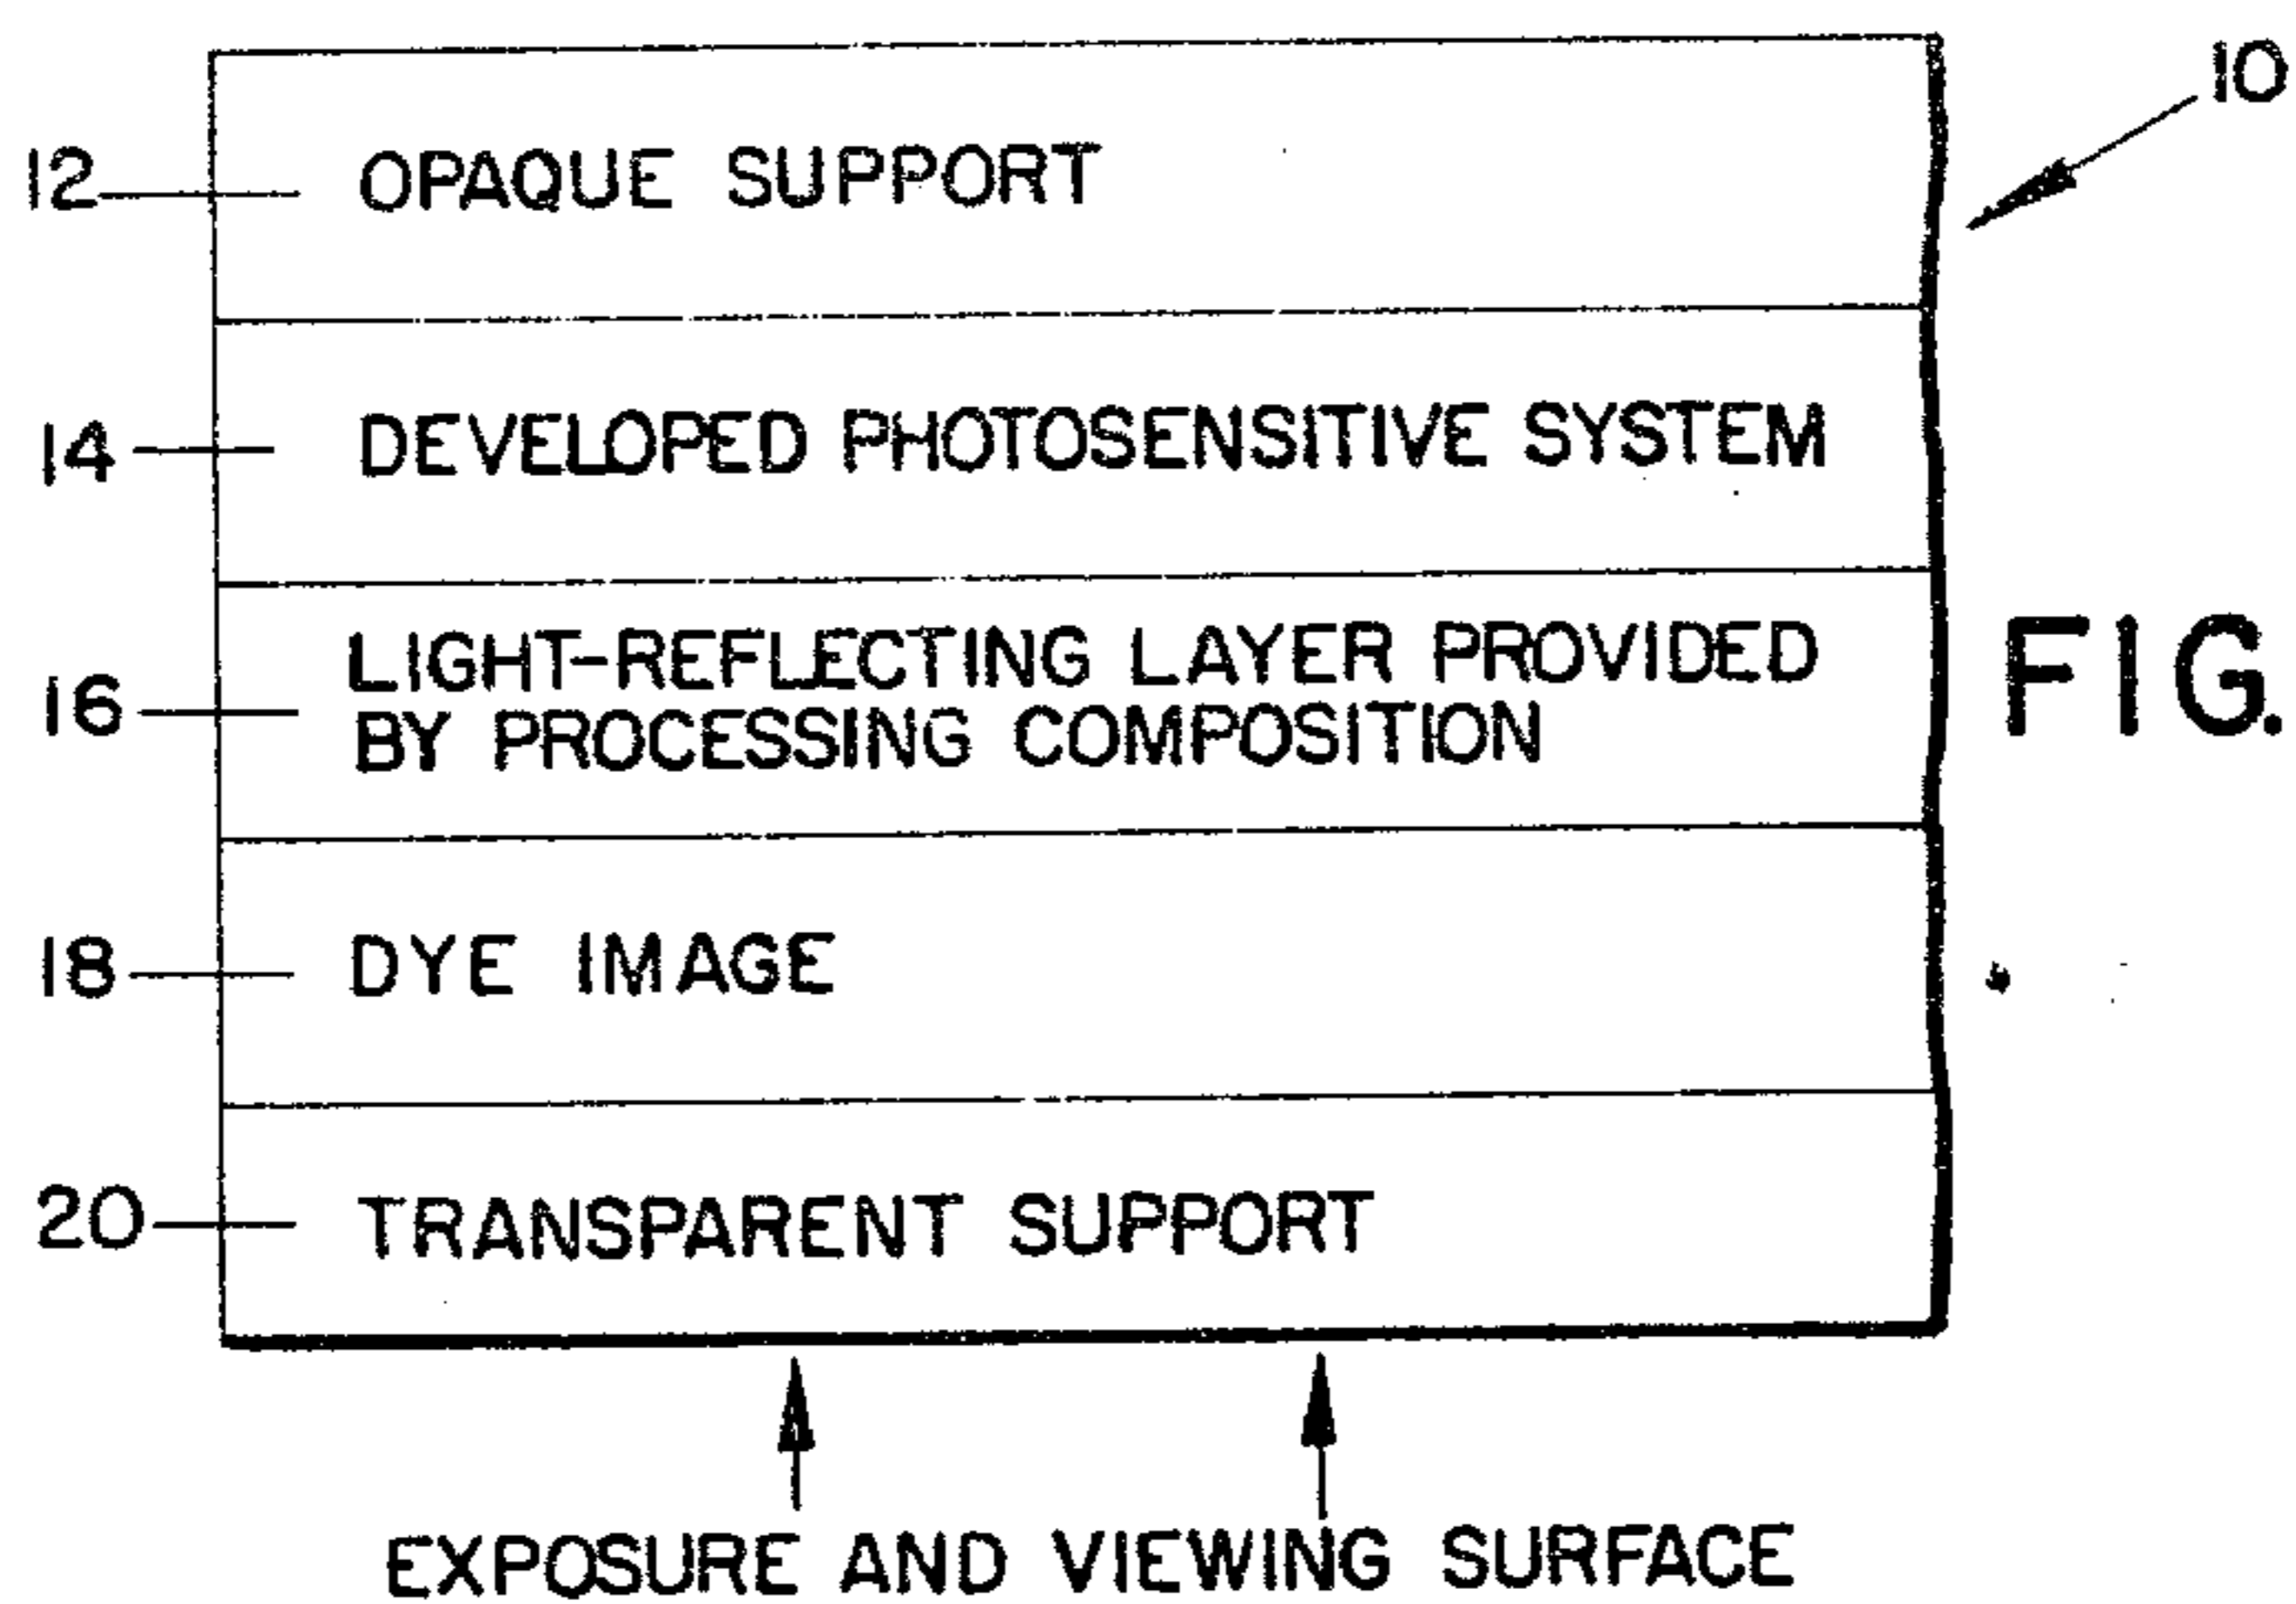 10
12 OPAQUE SUPPORT
14 DEVELOPED PHOTOSENSITIVE SYSTEM
16 LIGHT-REFLECTING LAYER PROVIDED
BY PROCESSING COMPOSITION
FIG.
18 DYE IMAGE
20 TRANSPARENT SUPPORT
EXPOSURE AND VIEWING SURFACE